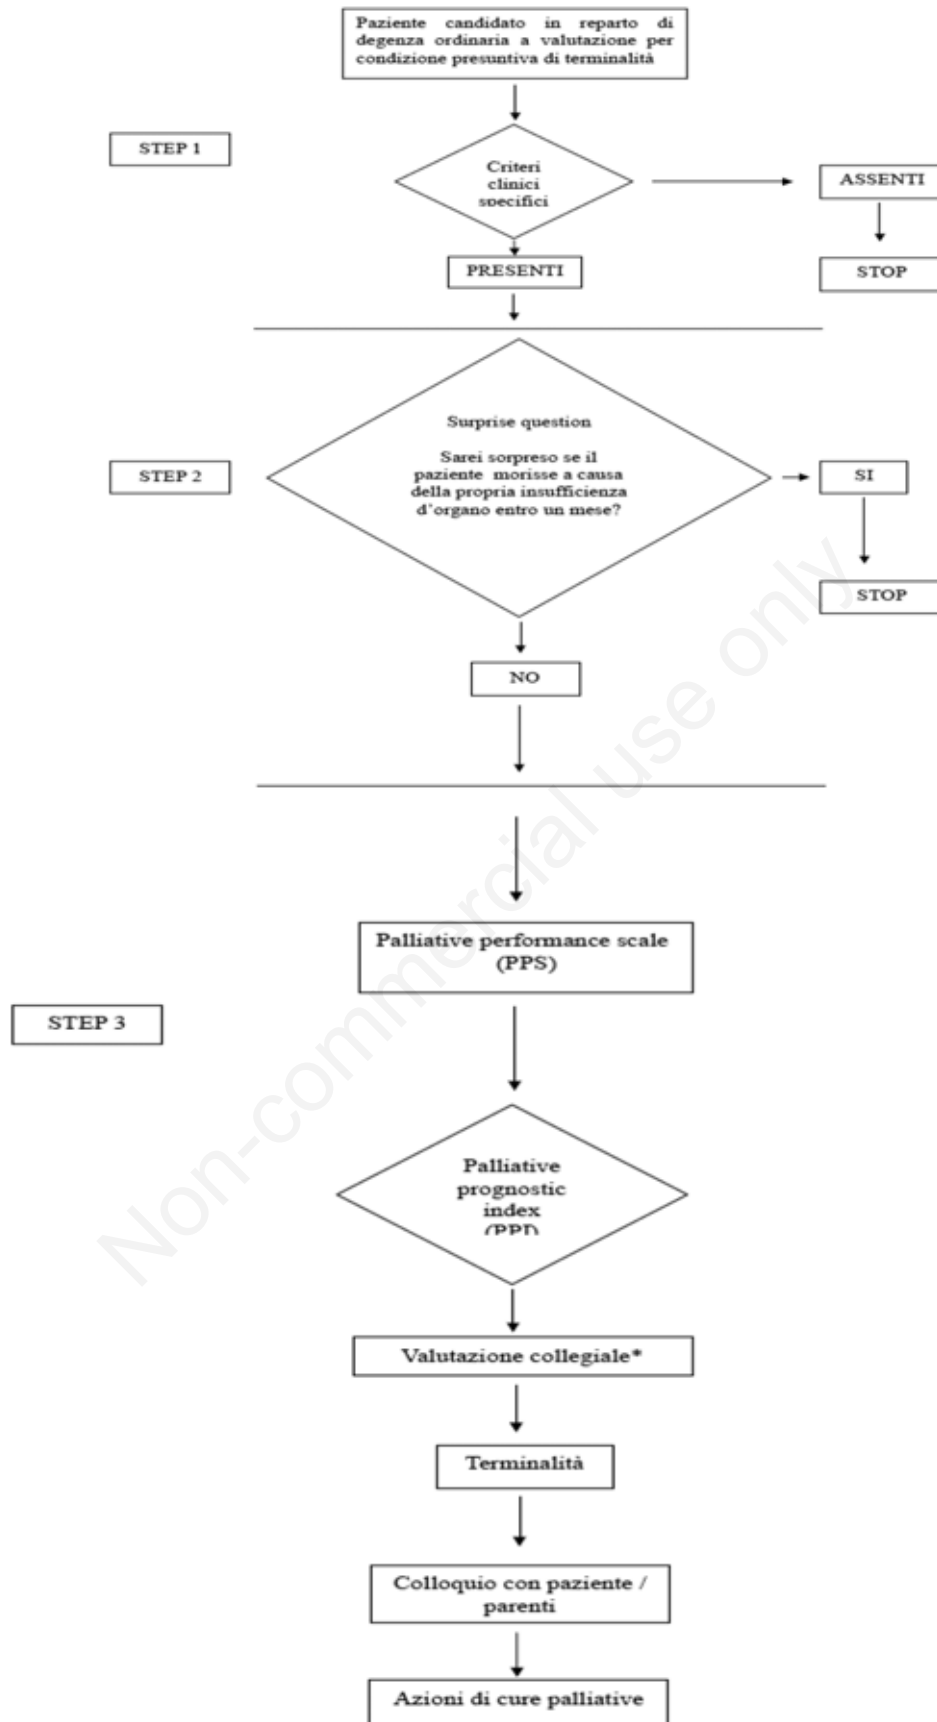 Paziente candidato in reparto di
degenza ordinaria a valutazione per
condizione presuntiva di terminalità
STEP 1
Criteri
clinici
specifici
ASSENTI
PRESENTI
STOP
Surprise question
Sarei sorpreso se il
paziente morisse a causa
della propria insufficienza
d'organo entro un mese?
STEP 2
SI
STOP
NO
Palliative performance scale
(PPS)
STEP 3
Palliative
prognostic
index
(PPI)
Valutazione collegiale*
Terminalità
Colloquio con paziente /
parenti
Azioni di cure palliative
Non-commercial use only